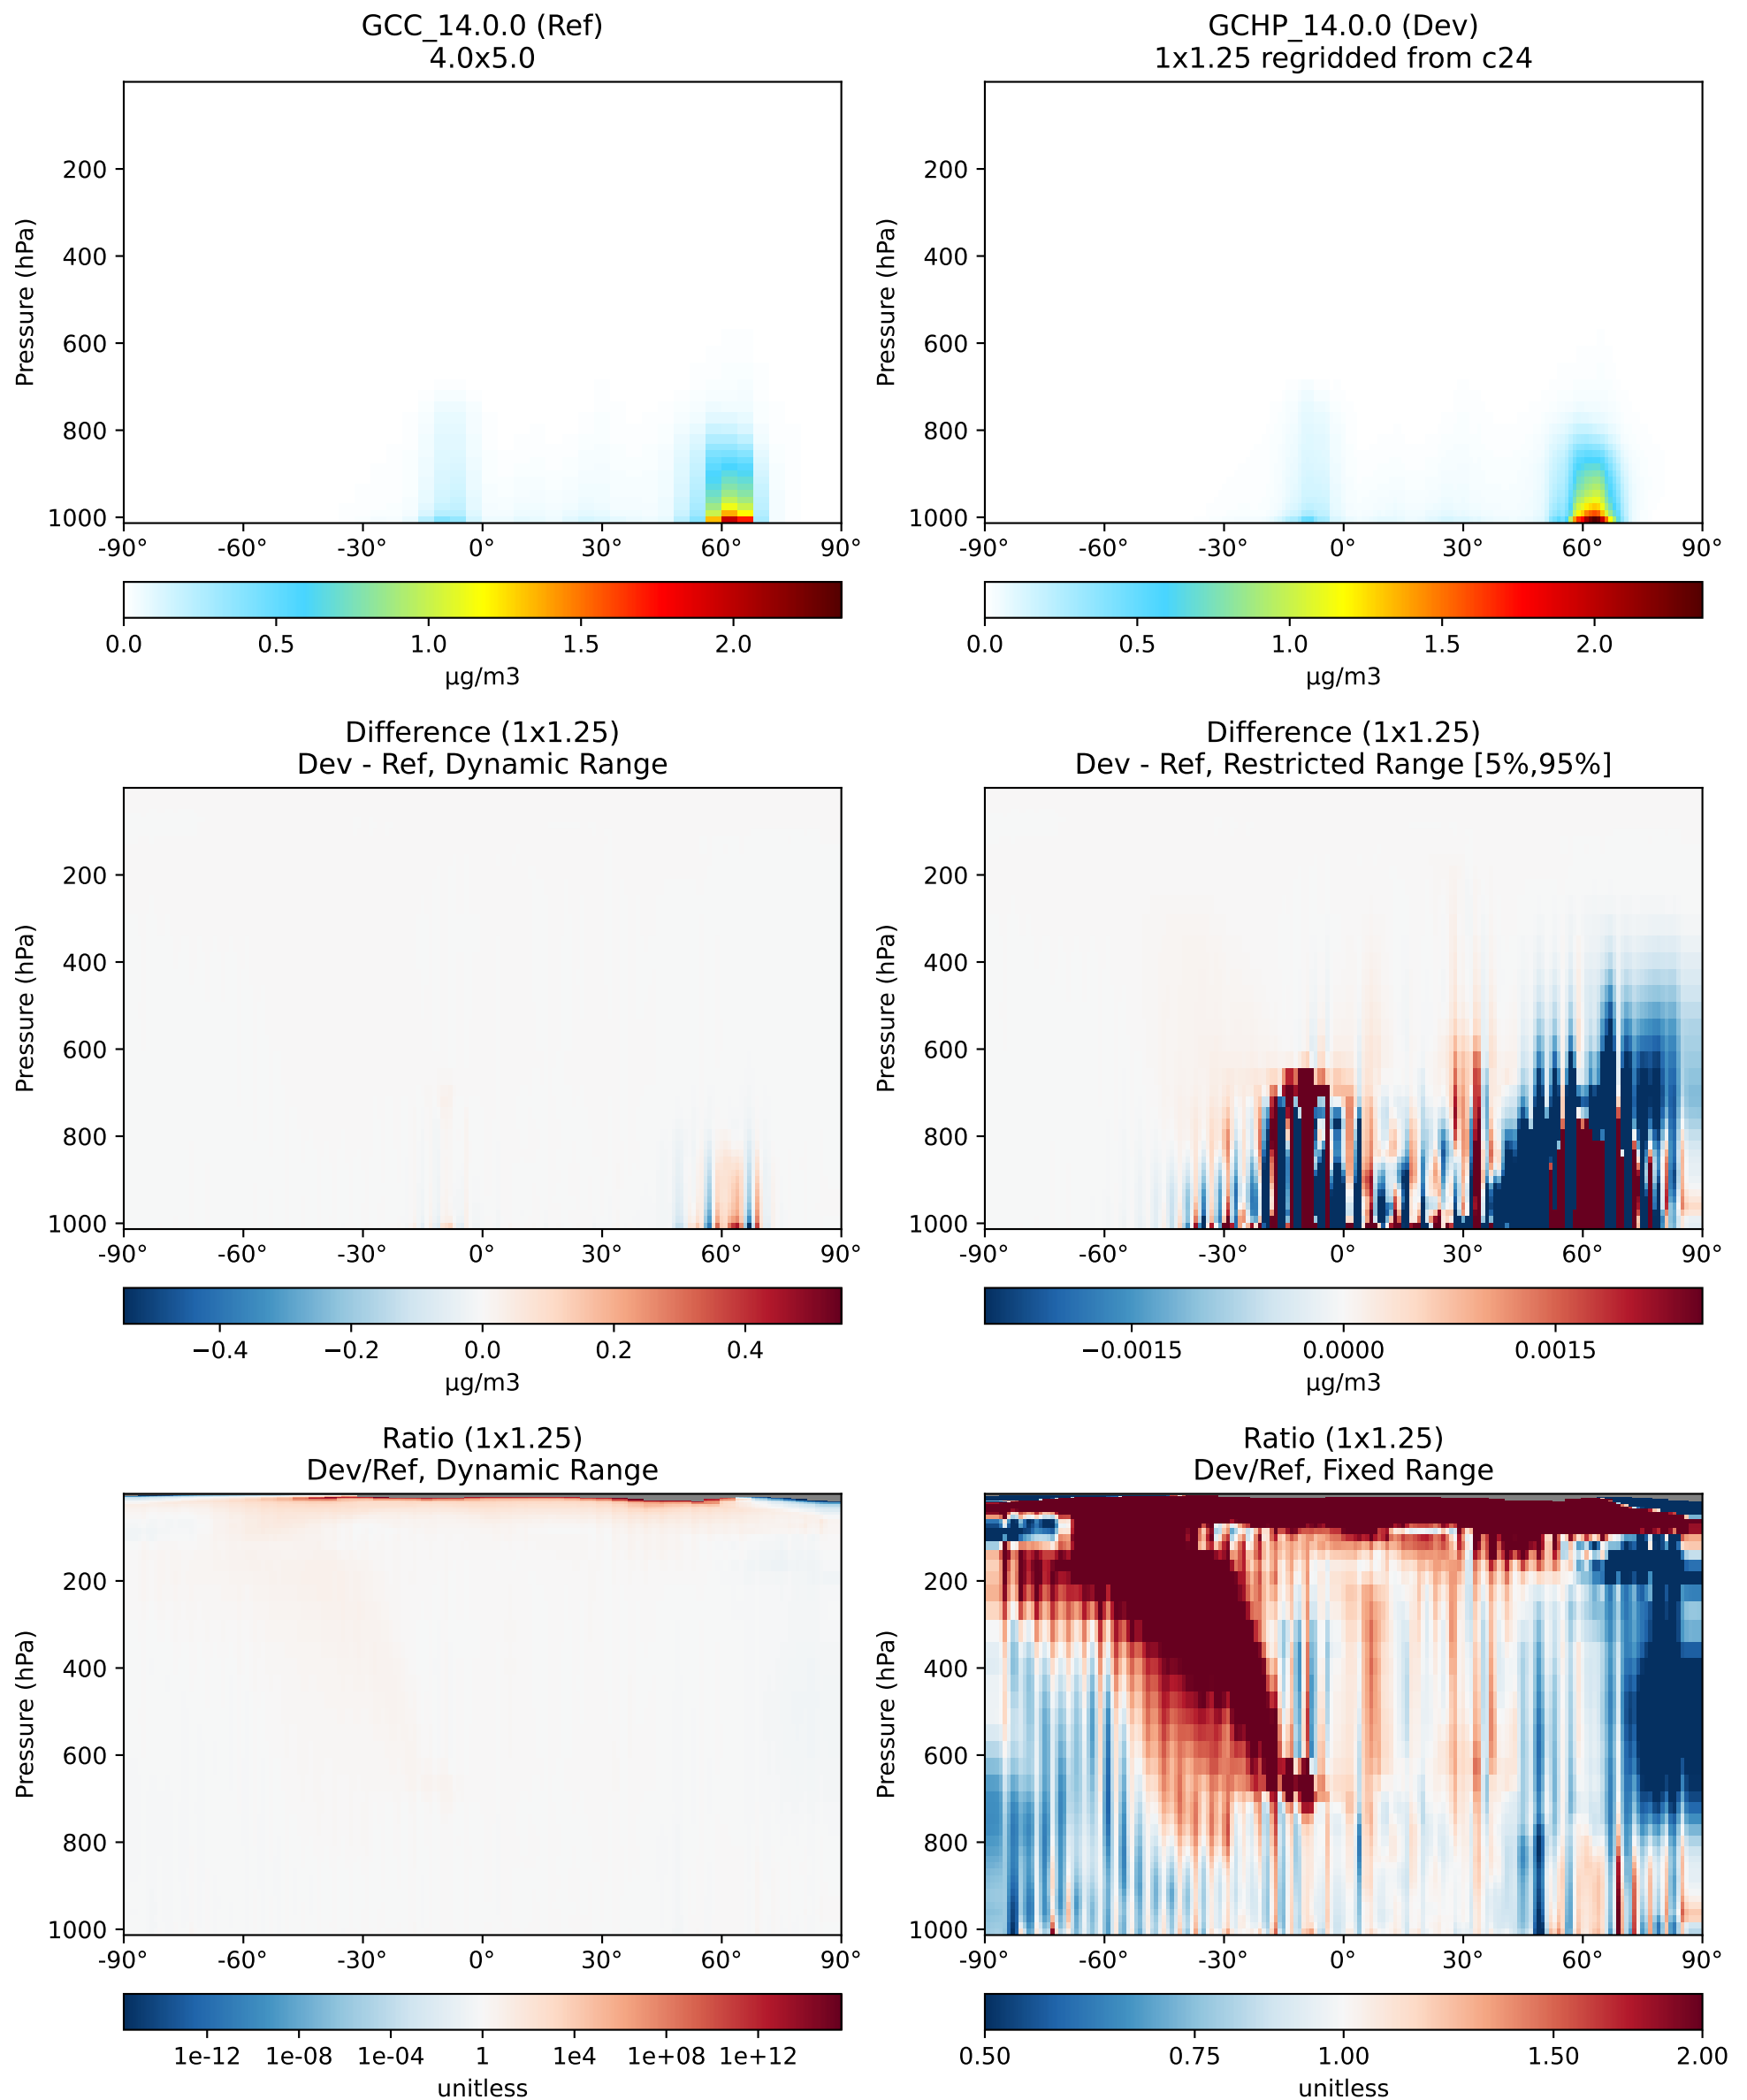 GCC_14.0.0 (Ref)
4.0x5.0
Pressure (hPa)
200
400
600
800
1000
-90° -60° -30° 0° 30° 60° 90°
0.0 0.5 1.0 1.5 2.0
μg/m3
GCHP_14.0.0 (Dev)
1x1.25 regridded from c24
Pressure (hPa)
200
400
600
800
1000
-90° -60° -30° 0° 30° 60° 90°
0.0 0.5 1.0 1.5 2.0
μg/m3
Difference (1x1.25)
Dev - Ref, Dynamic Range
Pressure (hPa)
200
400
600
800
1000
-90° -60° -30° 0° 30° 60° 90°
−0.4 −0.2 0.0 0.2 0.4
μg/m3
Difference (1x1.25)
Dev - Ref, Restricted Range [5%,95%]
Pressure (hPa)
200
400
600
800
1000
-90° -60° -30° 0° 30° 60° 90°
−0.0015 0.0000 0.0015
μg/m3
Ratio (1x1.25)
Dev/Ref, Dynamic Range
Pressure (hPa)
200
400
600
800
1000
-90° -60° -30° 0° 30° 60° 90°
1e-12 1e-08 1e-04 1 1e4 1e+08 1e+12
unitless
Ratio (1x1.25)
Dev/Ref, Fixed Range
Pressure (hPa)
200
400
600
800
1000
-90° -60° -30° 0° 30° 60° 90°
0.50 0.75 1.00 1.50 2.00
unitless